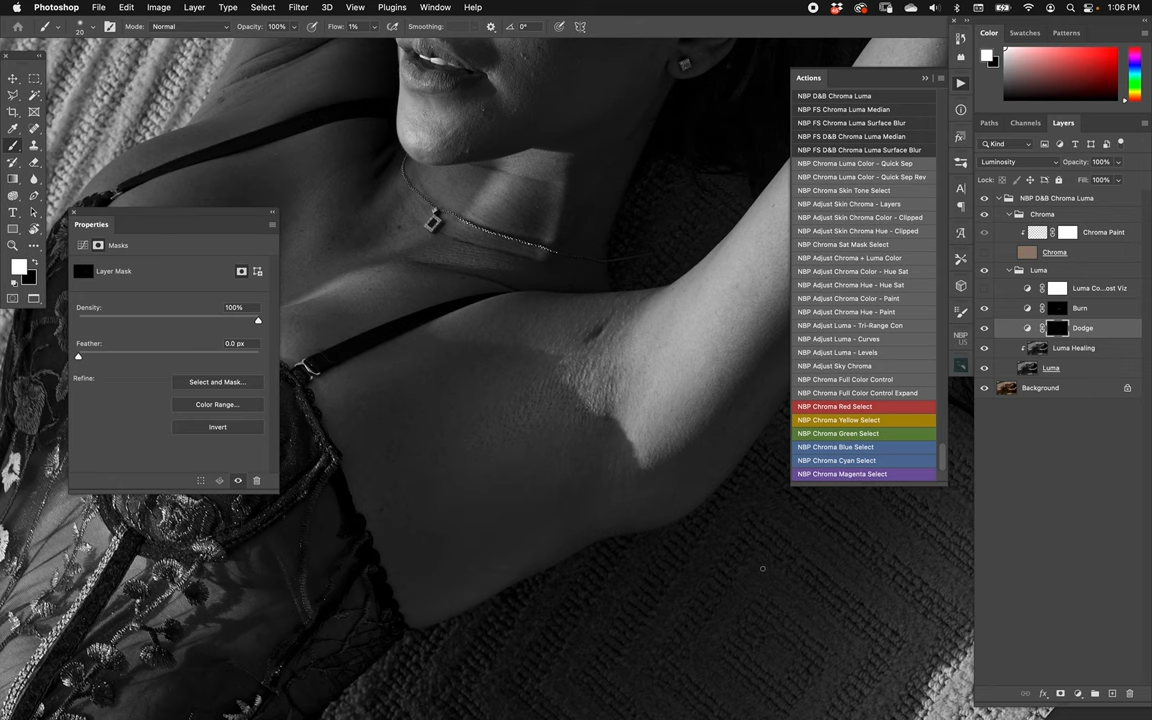 Photoshop File Edit Image Layer Type Select Filter 3D View Plugins Window Help 1:06 PM
20 Mode: Normal Opacity: 100% Flow: 1% Smoothing: 0°
Color Swatches Patterns
Actions
NBP D&B Chroma Luma
NBP FS Chroma Luma Median
NBP FS Chroma Luma Surface Blur
NBP FS D&B Chroma Luma Median
NBP FS D&B Chroma Luma Surface Blur
NBP Chroma Luma Color - Quick Sep
NBP Chroma Luma Color - Quick Sep Rev
NBP Chroma Skin Tone Select
NBP Adjust Skin Chroma - Layers
NBP Adjust Skin Chroma Color - Clipped
NBP Adjust Skin Chroma Hue - Clipped
NBP Chroma Sat Mask Select
NBP Adjust Chroma + Luma Color
NBP Adjust Chroma Color - Hue Sat
NBP Adjust Chroma Hue - Hue Sat
NBP Adjust Chroma Color - Paint
NBP Adjust Chroma Hue - Paint
NBP Adjust Luma - Tri-Range Con
NBP Adjust Luma - Curves
NBP Adjust Luma - Levels
NBP Adjust Sky Chroma
NBP Chroma Full Color Control
NBP Chroma Full Color Control Expand
NBP Chroma Red Select
NBP Chroma Yellow Select
NBP Chroma Green Select
NBP Chroma Blue Select
NBP Chroma Cyan Select
NBP Chroma Magenta Select
NBP
US
Paths Channels Layers
Kind
Luminosity Opacity: 100%
Lock: Fill: 100%
NBP D&B Chroma Luma
Chroma
Chroma Paint
Chroma
Luma
Luma Co...ost Viz
Burn
Dodge
Luma Healing
Luma
Background
Properties
Masks
Layer Mask
Density: 100%
Feather: 0.0 px
Refine: Select and Mask...
Color Range...
Invert